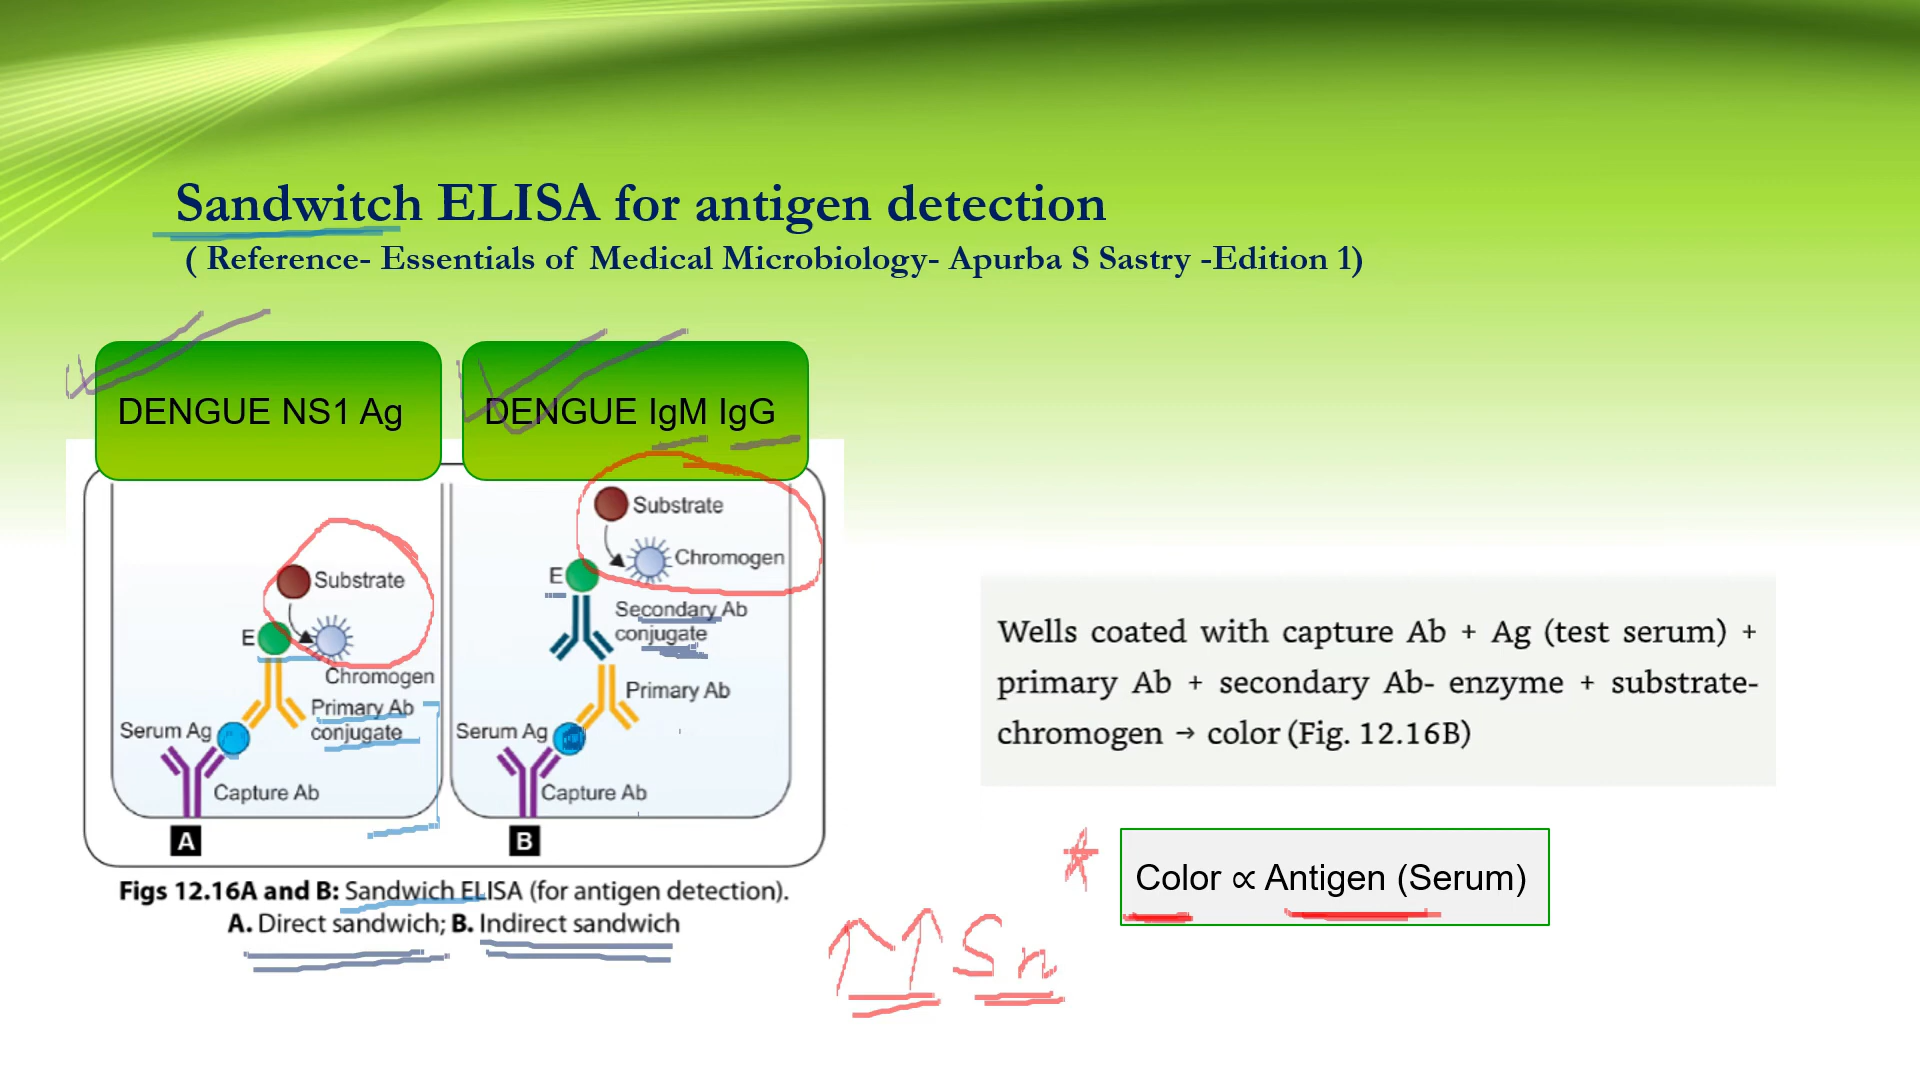 Sandwitch ELISA for antigen detection
( Reference- Essentials of Medical Microbiology- Apurba S Sastry -Edition 1)
DENGUE NS1 Ag
DENGUE IgM IgG
Substrate
E
Chromogen
Primary Ab
conjugate
Serum Ag
Capture Ab
A
Substrate
Chromogen
E
Secondary Ab
conjugate
Primary Ab
Serum Ag
Capture Ab
B
Figs 12.16A and B: Sandwich ELISA (for antigen detection).
A. Direct sandwich; B. Indirect sandwich
Wells coated with capture Ab + Ag (test serum) +
primary Ab + secondary Ab- enzyme + substrate-
chromogen → color (Fig. 12.16B)
* Color ∝ Antigen (Serum)
↑↑ Sn